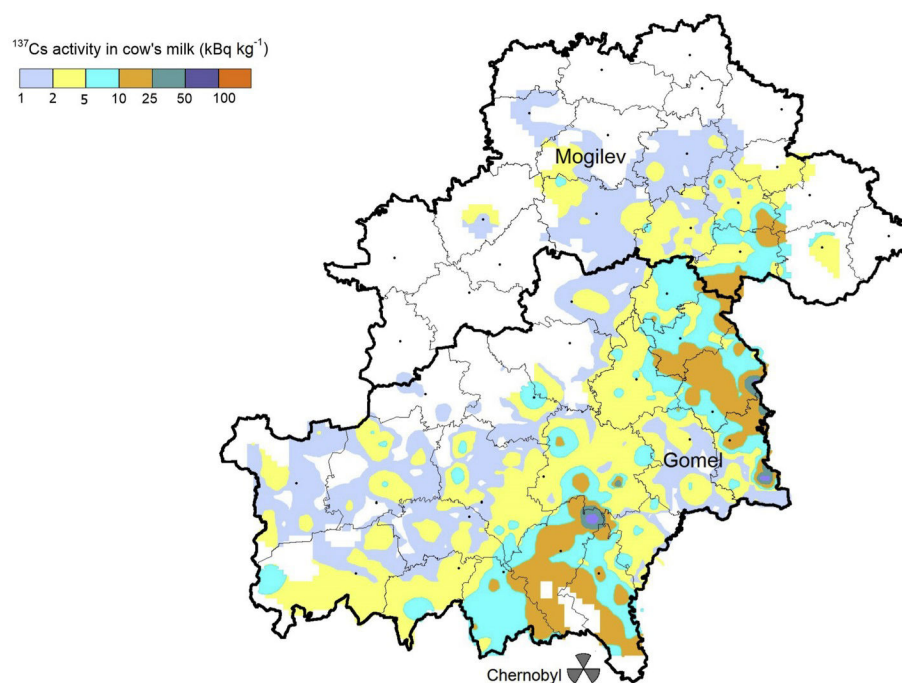 ¹³⁷Cs activity in cow's milk (kBq kg⁻¹)
1 2 5 10 25 50 100
Mogilev
Gomel
Chernobyl